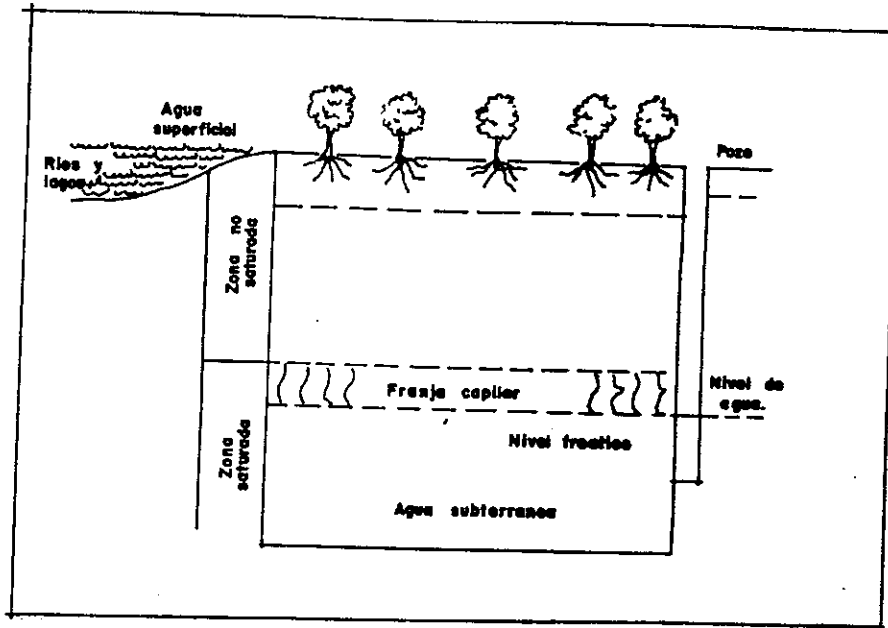 Agua
superficial
Ríos y
lagos
Pozo
Zona no
saturada
Franja capilar
Nivel de
agua.
Nivel freatico
Zona
saturada
Agua subterranea